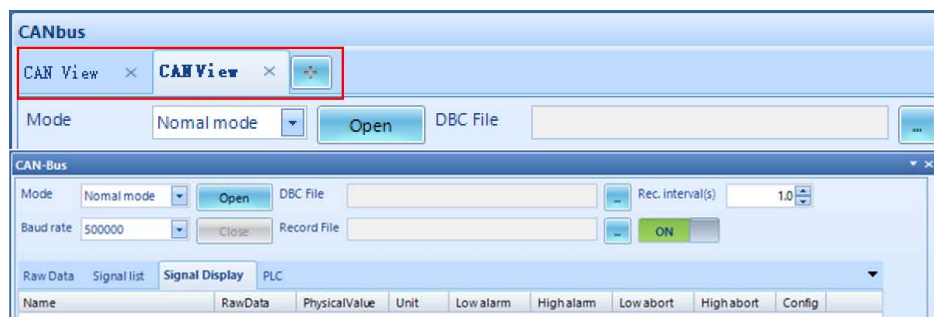 CANbus
CAN View × CANView × +
Mode Nomal mode Open DBC File ...
CAN-Bus
Mode Nomal mode Open DBC File ... Rec. interval(s) 1.0
Baud rate 500000 Close Record File ... ON
Raw Data Signal list Signal Display PLC
Name RawData PhysicalValue Unit Low alarm High alarm Low abort High abort Config